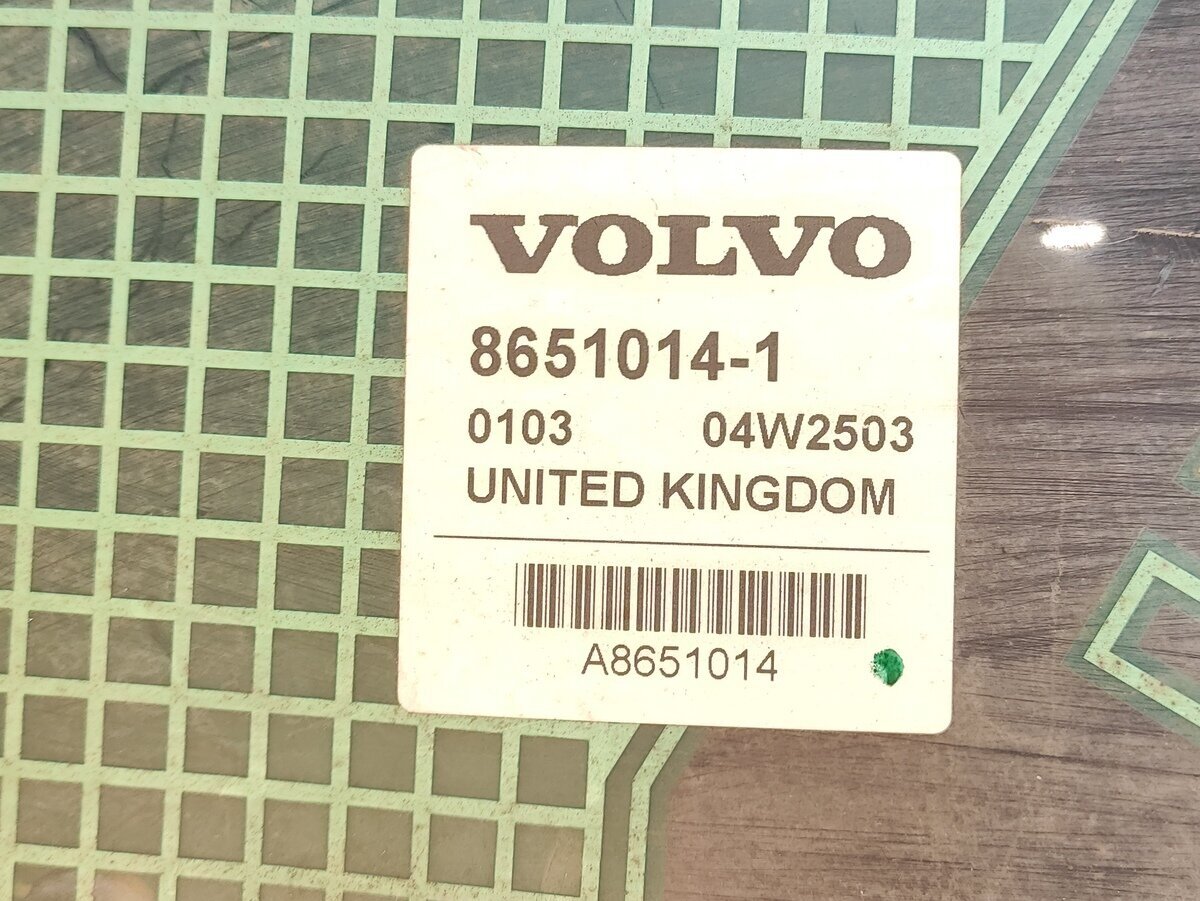 VOLVO
8651014-1
0103 04W2503
UNITED KINGDOM
A8651014